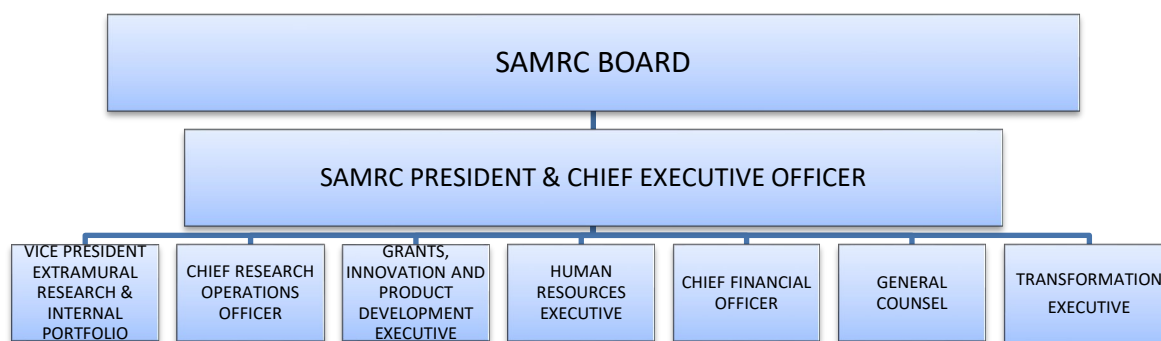 SAMRC BOARD
SAMRC PRESIDENT & CHIEF EXECUTIVE OFFICER
VICE PRESIDENT
EXTRAMURAL
RESEARCH &
INTERNAL
PORTFOLIO
CHIEF RESEARCH
OPERATIONS
OFFICER
GRANTS,
INNOVATION AND
PRODUCT
DEVELOPMENT
EXECUTIVE
HUMAN
RESOURCES
EXECUTIVE
CHIEF FINANCIAL
OFFICER
GENERAL
COUNSEL
TRANSFORMATION
EXECUTIVE